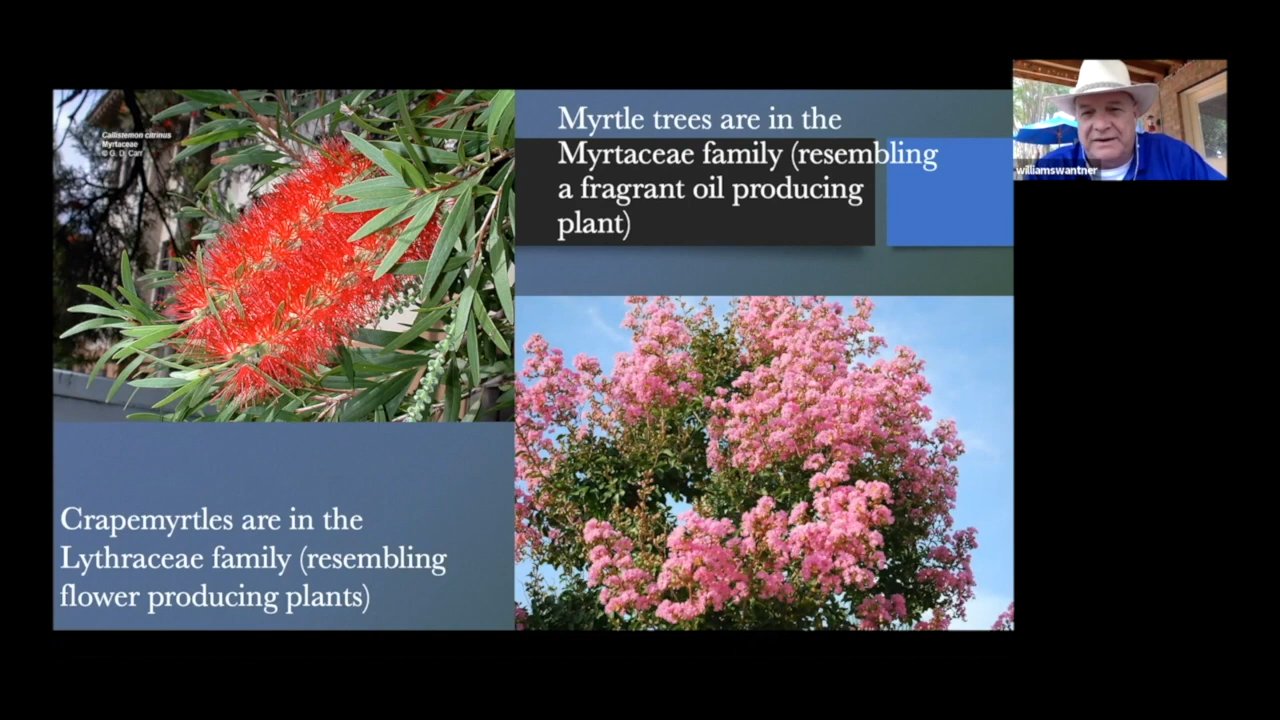 Callistemon citrinus
Myrtaceae
© G. D. Carr
Myrtle trees are in the
Myrtaceae family (resembling
a fragrant oil producing
plant)
williamswantner
Crapemyrtles are in the
Lythraceae family (resembling
flower producing plants)